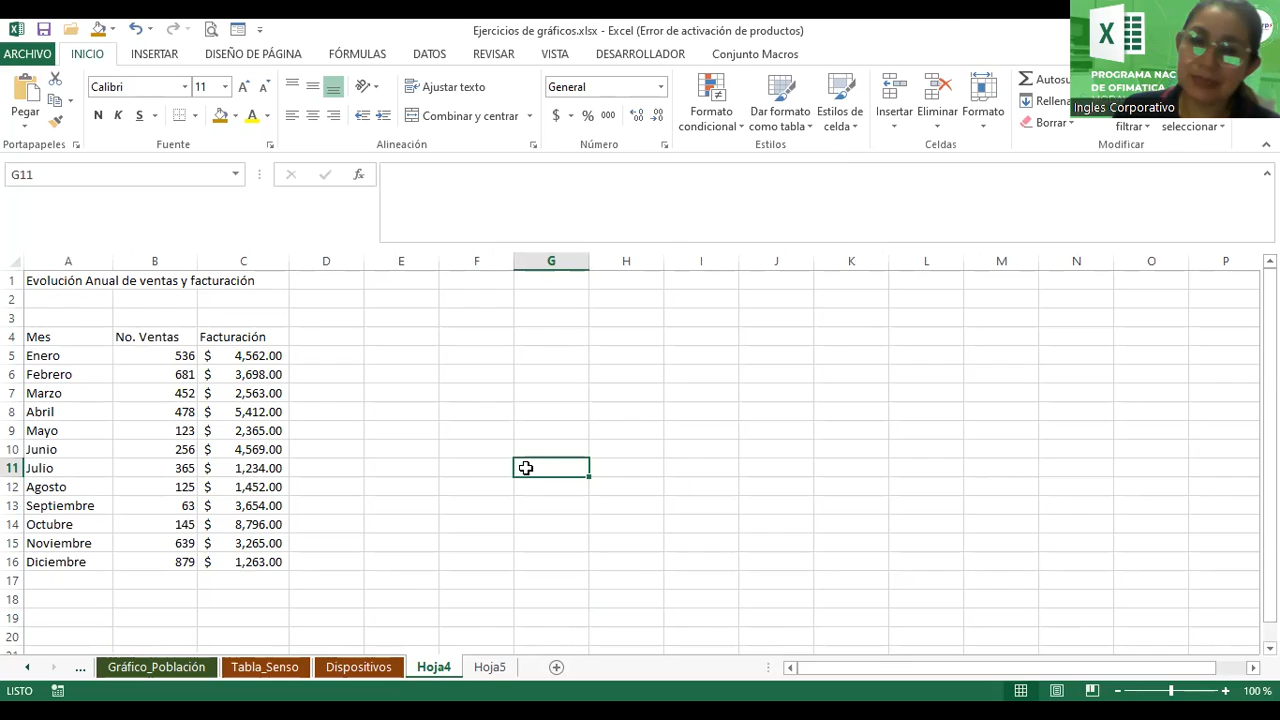 Ejercicios de gráficos.xlsx - Excel (Error de activación de productos)
ARCHIVO INICIO INSERTAR DISEÑO DE PÁGINA FÓRMULAS DATOS REVISAR VISTA DESARROLLADOR Conjunto Macros
PROGRAMA NAC
DE OFIMÁTICA
Ingles Corporativo
Pegar
Calibri 11
N K S
Ajustar texto
Combinar y centrar
General
$ % 000
Formato condicional
Dar formato como tabla
Estilos de celda
Insertar Eliminar Formato
Autosu
Rellena
Borrar
filtrar seleccionar
Portapapeles Fuente Alineación Número Estilos Celdas Modificar
G11 fx
A B C D E F G H I J K L M N O P
1 Evolución Anual de ventas y facturación
2
3
4 Mes No. Ventas Facturación
5 Enero 536 $ 4,562.00
6 Febrero 681 $ 3,698.00
7 Marzo 452 $ 2,563.00
8 Abril 478 $ 5,412.00
9 Mayo 123 $ 2,365.00
10 Junio 256 $ 4,569.00
11 Julio 365 $ 1,234.00
12 Agosto 125 $ 1,452.00
13 Septiembre 63 $ 3,654.00
14 Octubre 145 $ 8,796.00
15 Noviembre 639 $ 3,265.00
16 Diciembre 879 $ 1,263.00
17
18
19
20
... Gráfico_Población Tabla_Senso Dispositivos Hoja4 Hoja5
LISTO 100 %